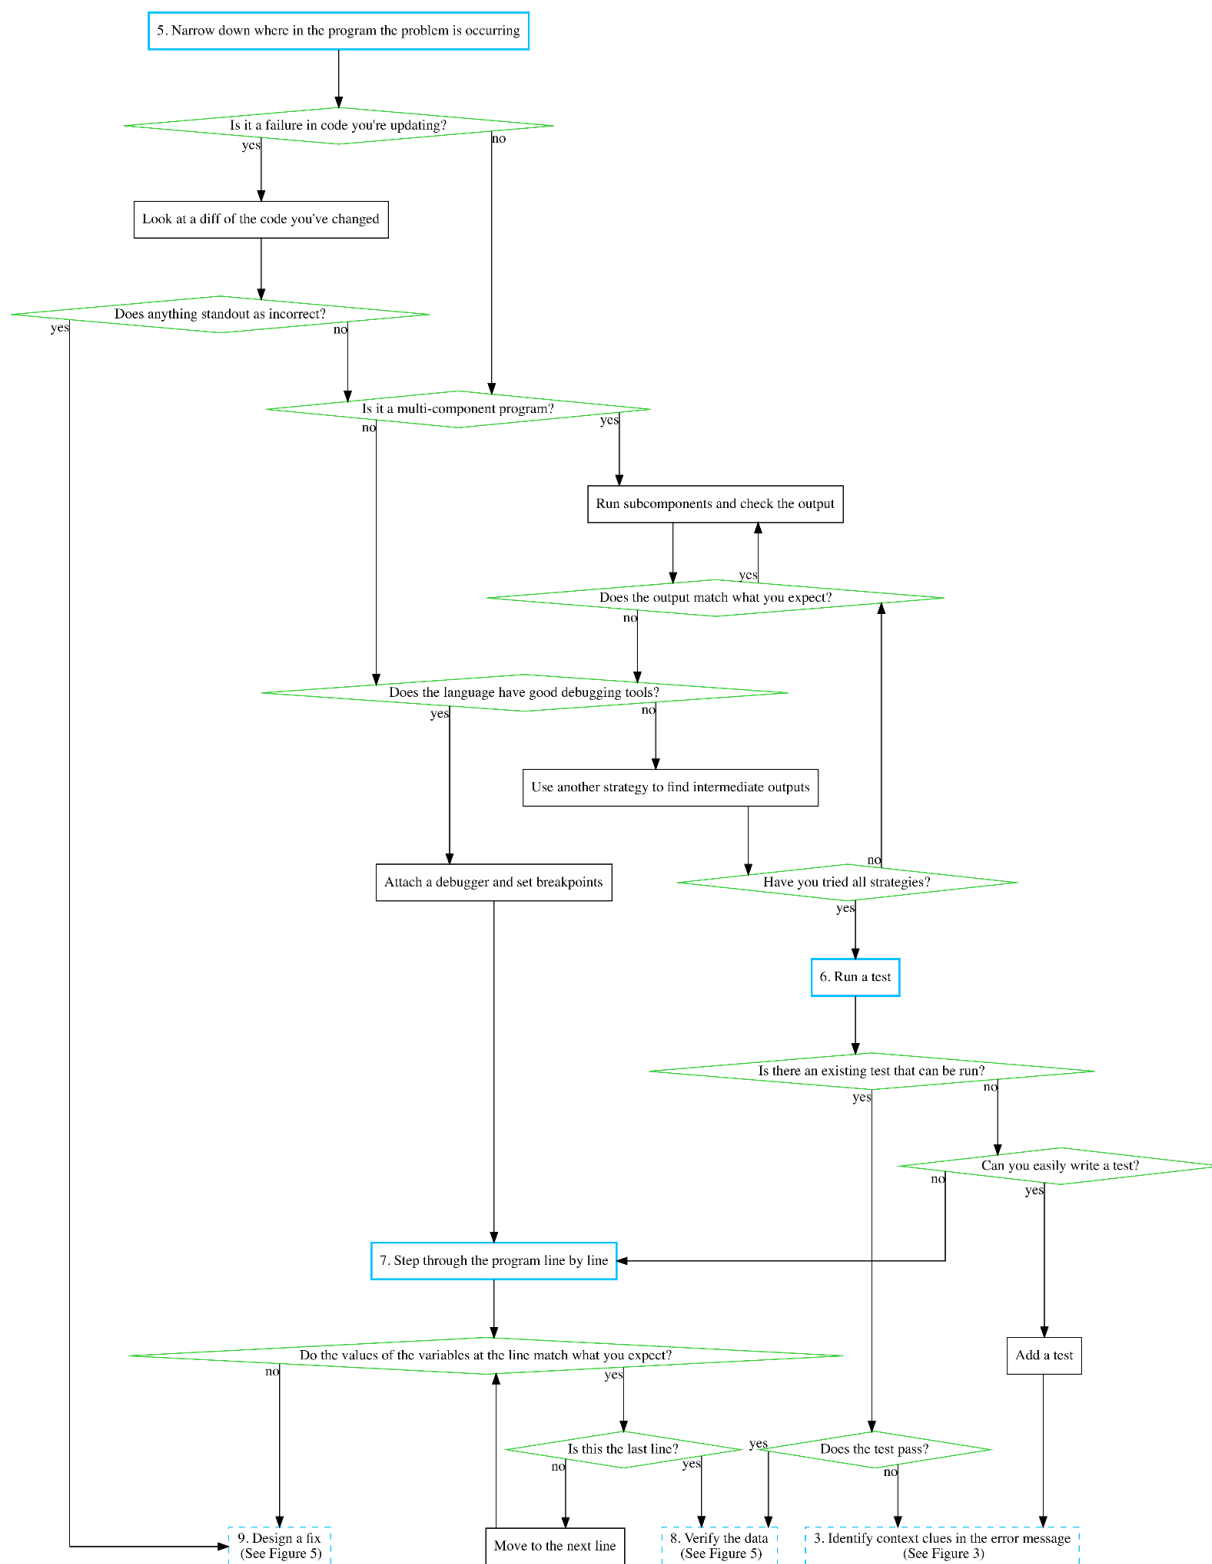 5. Narrow down where in the program the problem is occurring
Is it a failure in code you're updating?
yes
no
Look at a diff of the code you've changed
Does anything standout as incorrect?
yes
no
Is it a multi-component program?
no
yes
Run subcomponents and check the output
yes
Does the output match what you expect?
no
Does the language have good debugging tools?
yes
no
Use another strategy to find intermediate outputs
no
Attach a debugger and set breakpoints
Have you tried all strategies?
yes
6. Run a test
Is there an existing test that can be run?
yes
no
Can you easily write a test?
no
yes
7. Step through the program line by line
Do the values of the variables at the line match what you expect?
Add a test
no
yes
Is this the last line?
yes
Does the test pass?
no
yes
no
9. Design a fix
(See Figure 5)
Move to the next line
8. Verify the data
(See Figure 5)
3. Identify context clues in the error message
(See Figure 3)